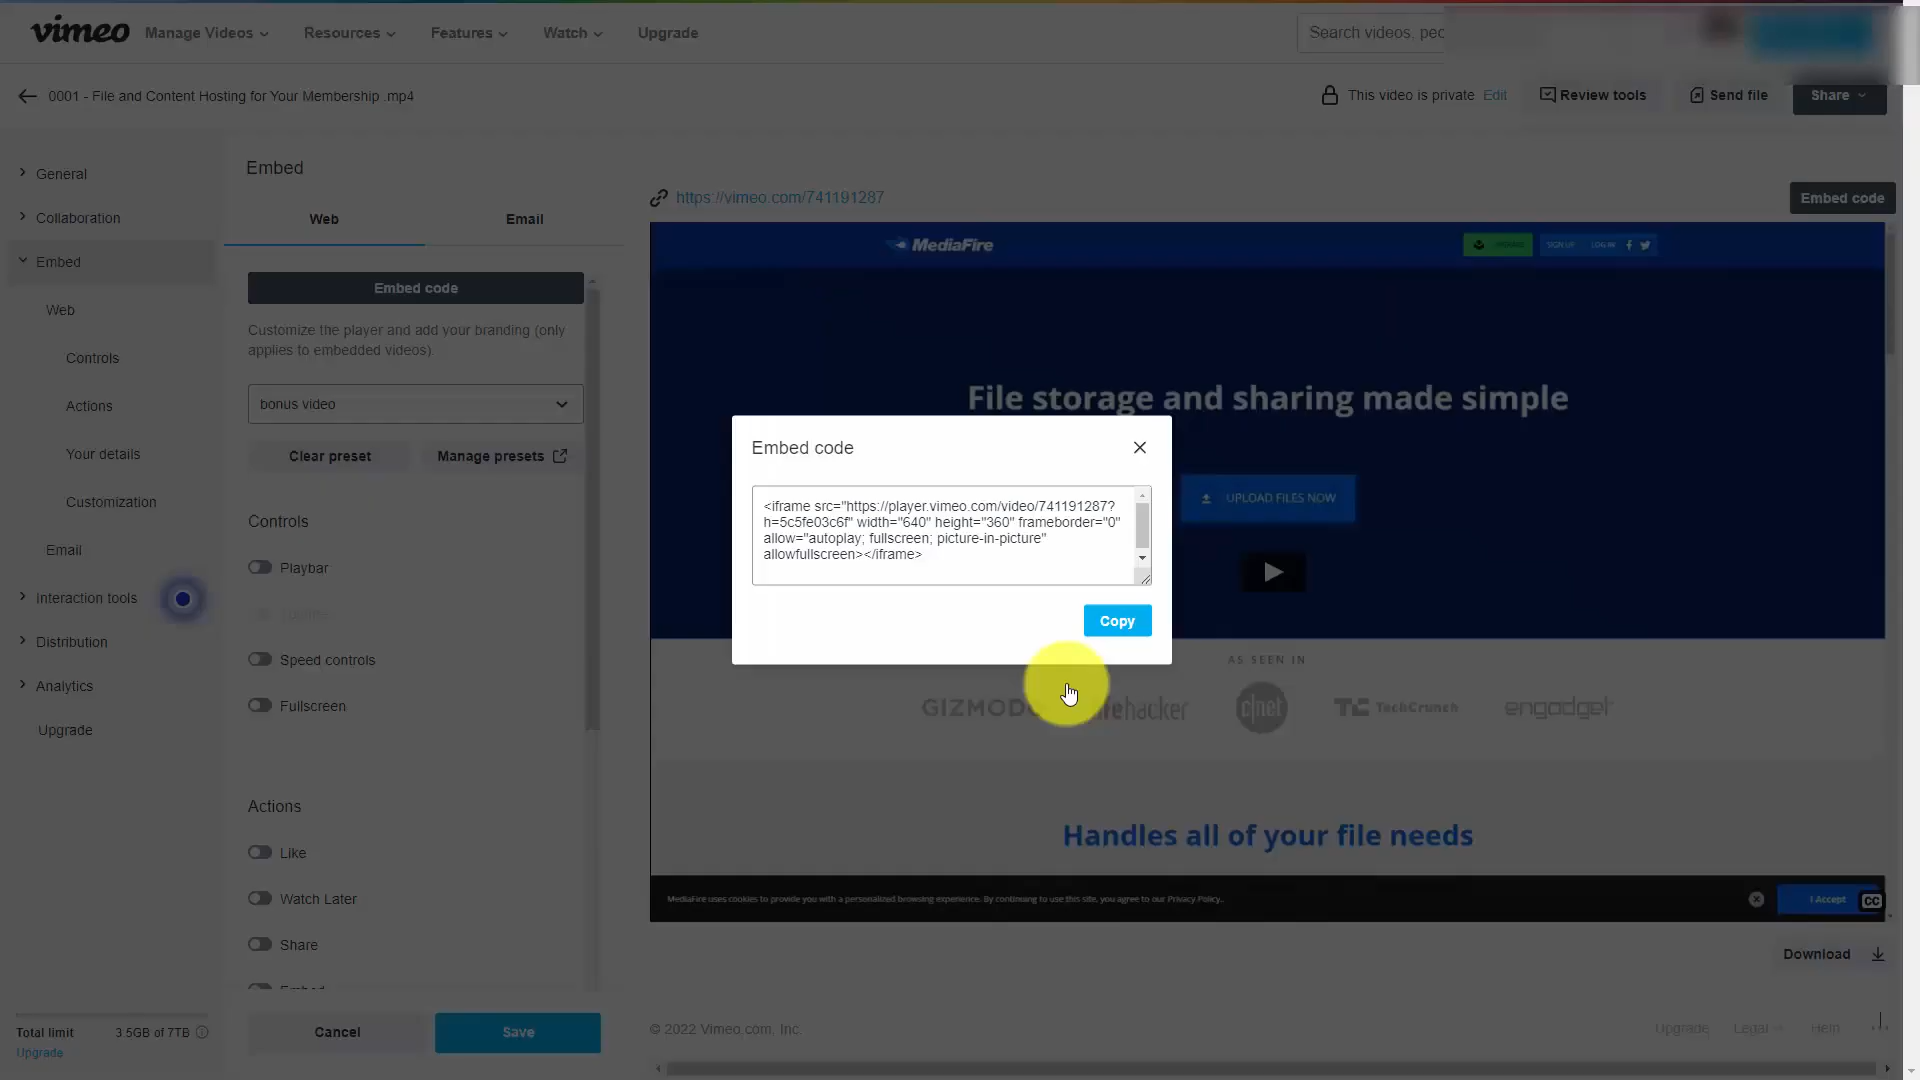 vimeo
Manage Videos
Resources
Features
Watch
Upgrade
Search videos, peo
0001 - File and Content Hosting for Your Membership .mp4
This video is private Edit
Review tools
Send file
Share
General
Collaboration
Embed
Web
Controls
Actions
Your details
Customization
Email
Interaction tools
Distribution
Analytics
Upgrade
Total limit 3.5GB of 7TB
Upgrade
Embed
Web
Email
Embed code
Customize the player and add your branding (only
applies to embedded videos).
bonus video
Clear preset
Manage presets
Controls
Playbar
Speed controls
Fullscreen
Actions
Like
Watch Later
Share
Embed
Cancel
Save
https://vimeo.com/741191287
Embed code
MediaFire
SIGN UP
LOG IN
File storage and sharing made simple
UPLOAD FILES NOW
AS SEEN IN
GIZMODO
hacker
c|net
TechCrunch
engadget
Handles all of your file needs
MediaFire uses cookies to provide you with a personalized browsing experience. By continuing to use this site, you agree to our Privacy Policy.
I Accept
CC
Download
Embed code
<iframe src="https://player.vimeo.com/video/741191287?
h=5c5fe03c6f" width="640" height="360" frameborder="0"
allow="autoplay; fullscreen; picture-in-picture"
allowfullscreen></iframe>
Copy
© 2022 Vimeo.com, Inc.
Upgrade
Legal
Help